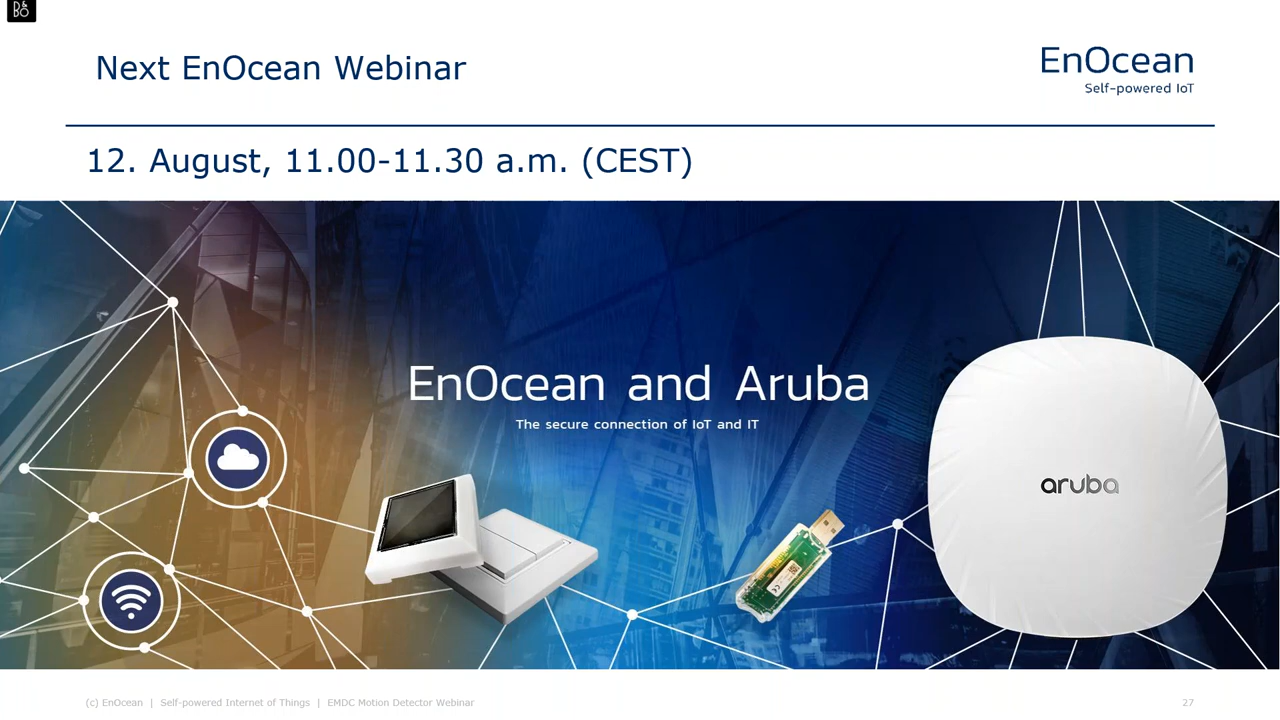 B&
BO
Next EnOcean Webinar
EnOcean
Self-powered IoT
12. August, 11.00-11.30 a.m. (CEST)
EnOcean and Aruba
The secure connection of IoT and IT
aruba
(c) EnOcean | Self-powered Internet of Things | EMDC Motion Detector Webinar
27